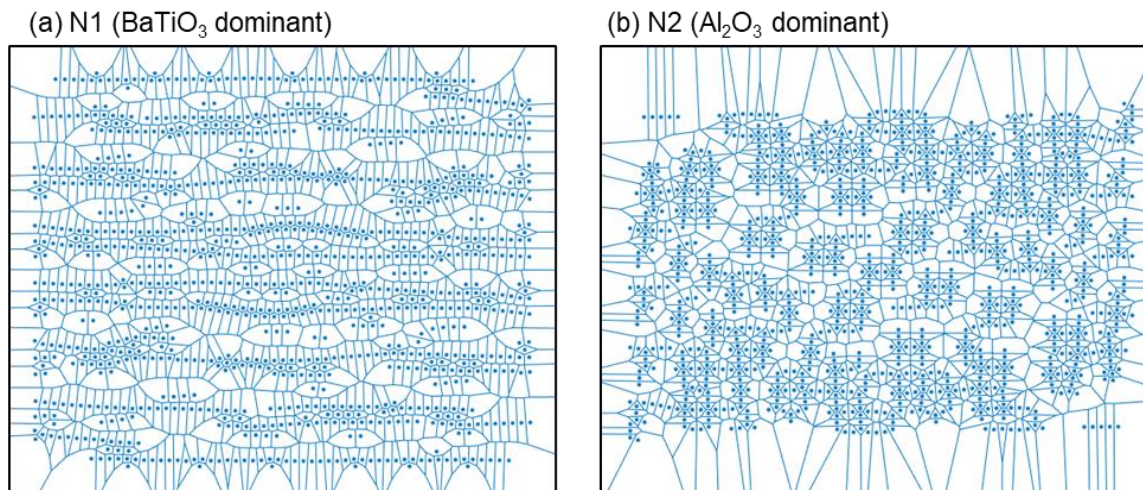 (a) N1 (BaTiO₃ dominant)
(b) N2 (Al₂O₃ dominant)